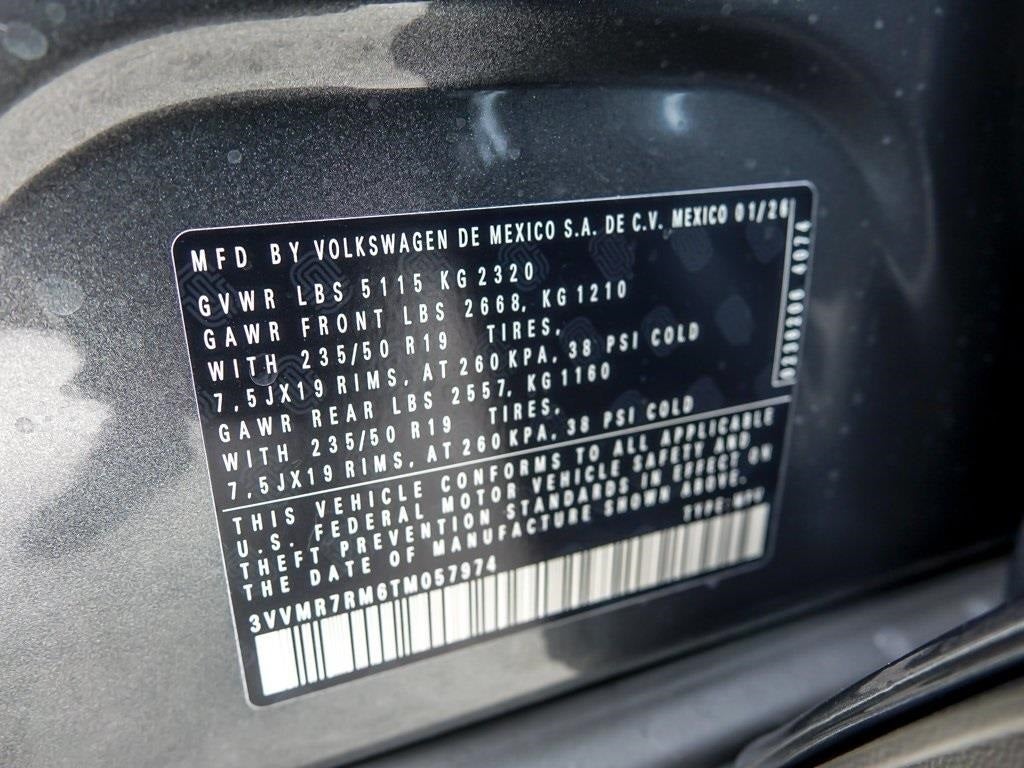 MFD BY VOLKSWAGEN DE MEXICO S.A. DE C.V. MEXICO 01/26
GVWR LBS 5115 KG 2320
GAWR FRONT LBS 2668, KG 1210
WITH 235/50 R19 TIRES,
7,5JX19 RIMS, AT 260 KPA, 38 PSI COLD
GAWR REAR LBS 2557, KG 1160
WITH 235/50 R19 TIRES,
7,5JX19 RIMS, AT 260 KPA, 38 PSI COLD
THIS VEHICLE CONFORMS TO ALL APPLICABLE
U.S. FEDERAL MOTOR VEHICLE SAFETY AND
THEFT PREVENTION STANDARDS IN EFFECT ON
THE DATE OF MANUFACTURE SHOWN ABOVE.
TYPE: MPV
3VVMR7RM6TM057974
4074